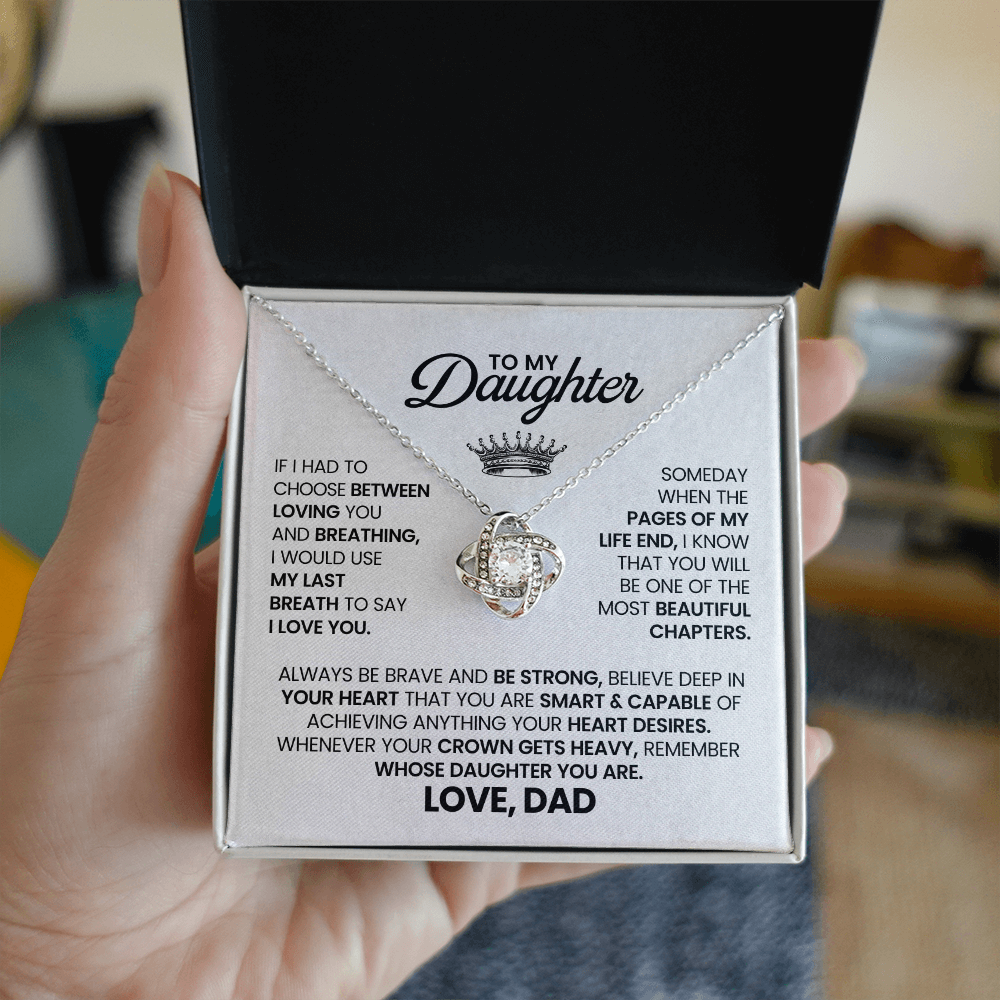 TO MY
Daughter
IF I HAD TO
CHOOSE BETWEEN
LOVING YOU
AND BREATHING,
I WOULD USE
MY LAST
BREATH TO SAY
I LOVE YOU.
SOMEDAY
WHEN THE
PAGES OF MY
LIFE END, I KNOW
THAT YOU WILL
BE ONE OF THE
MOST BEAUTIFUL
CHAPTERS.
ALWAYS BE BRAVE AND BE STRONG, BELIEVE DEEP IN
YOUR HEART THAT YOU ARE SMART & CAPABLE OF
ACHIEVING ANYTHING YOUR HEART DESIRES.
WHENEVER YOUR CROWN GETS HEAVY, REMEMBER
WHOSE DAUGHTER YOU ARE.
LOVE, DAD